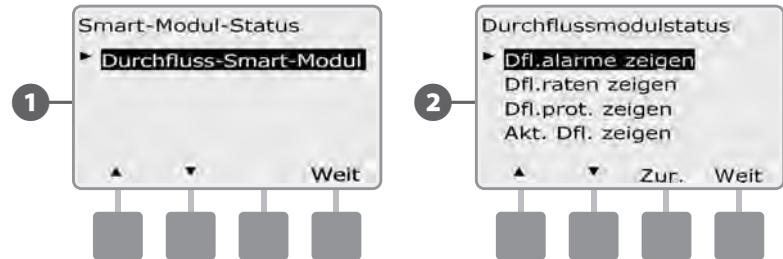 Smart-Modul-Status
► Durchfluss-Smart-Modul
1
▲ ▼ Weit
Durchflussmodulstatus
► Dfl.alarme zeigen
Dfl.raten zeigen
Dfl.prot. zeigen
Akt. Dfl. zeigen
2
▲ ▼ Zur. Weit